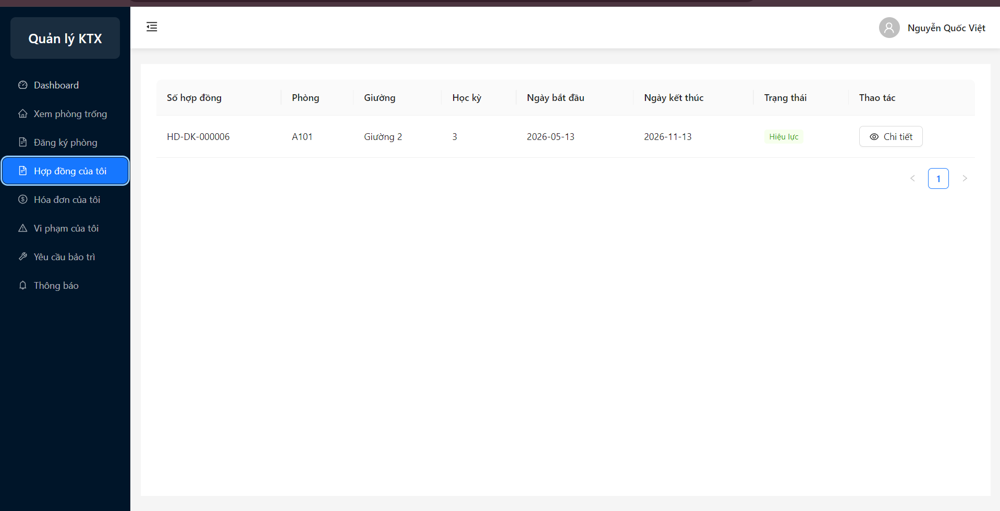 Quản lý KTX
Nguyễn Quốc Việt
Dashboard
Xem phòng trống
Đăng ký phòng
Hợp đồng của tôi
Hóa đơn của tôi
Vi phạm của tôi
Yêu cầu bảo trì
Thông báo
Số hợp đồng Phòng Giường Học kỳ Ngày bắt đầu Ngày kết thúc Trạng thái Thao tác
HD-DK-000006 A101 Giường 2 3 2026-05-13 2026-11-13 Hiệu lực Chi tiết
1